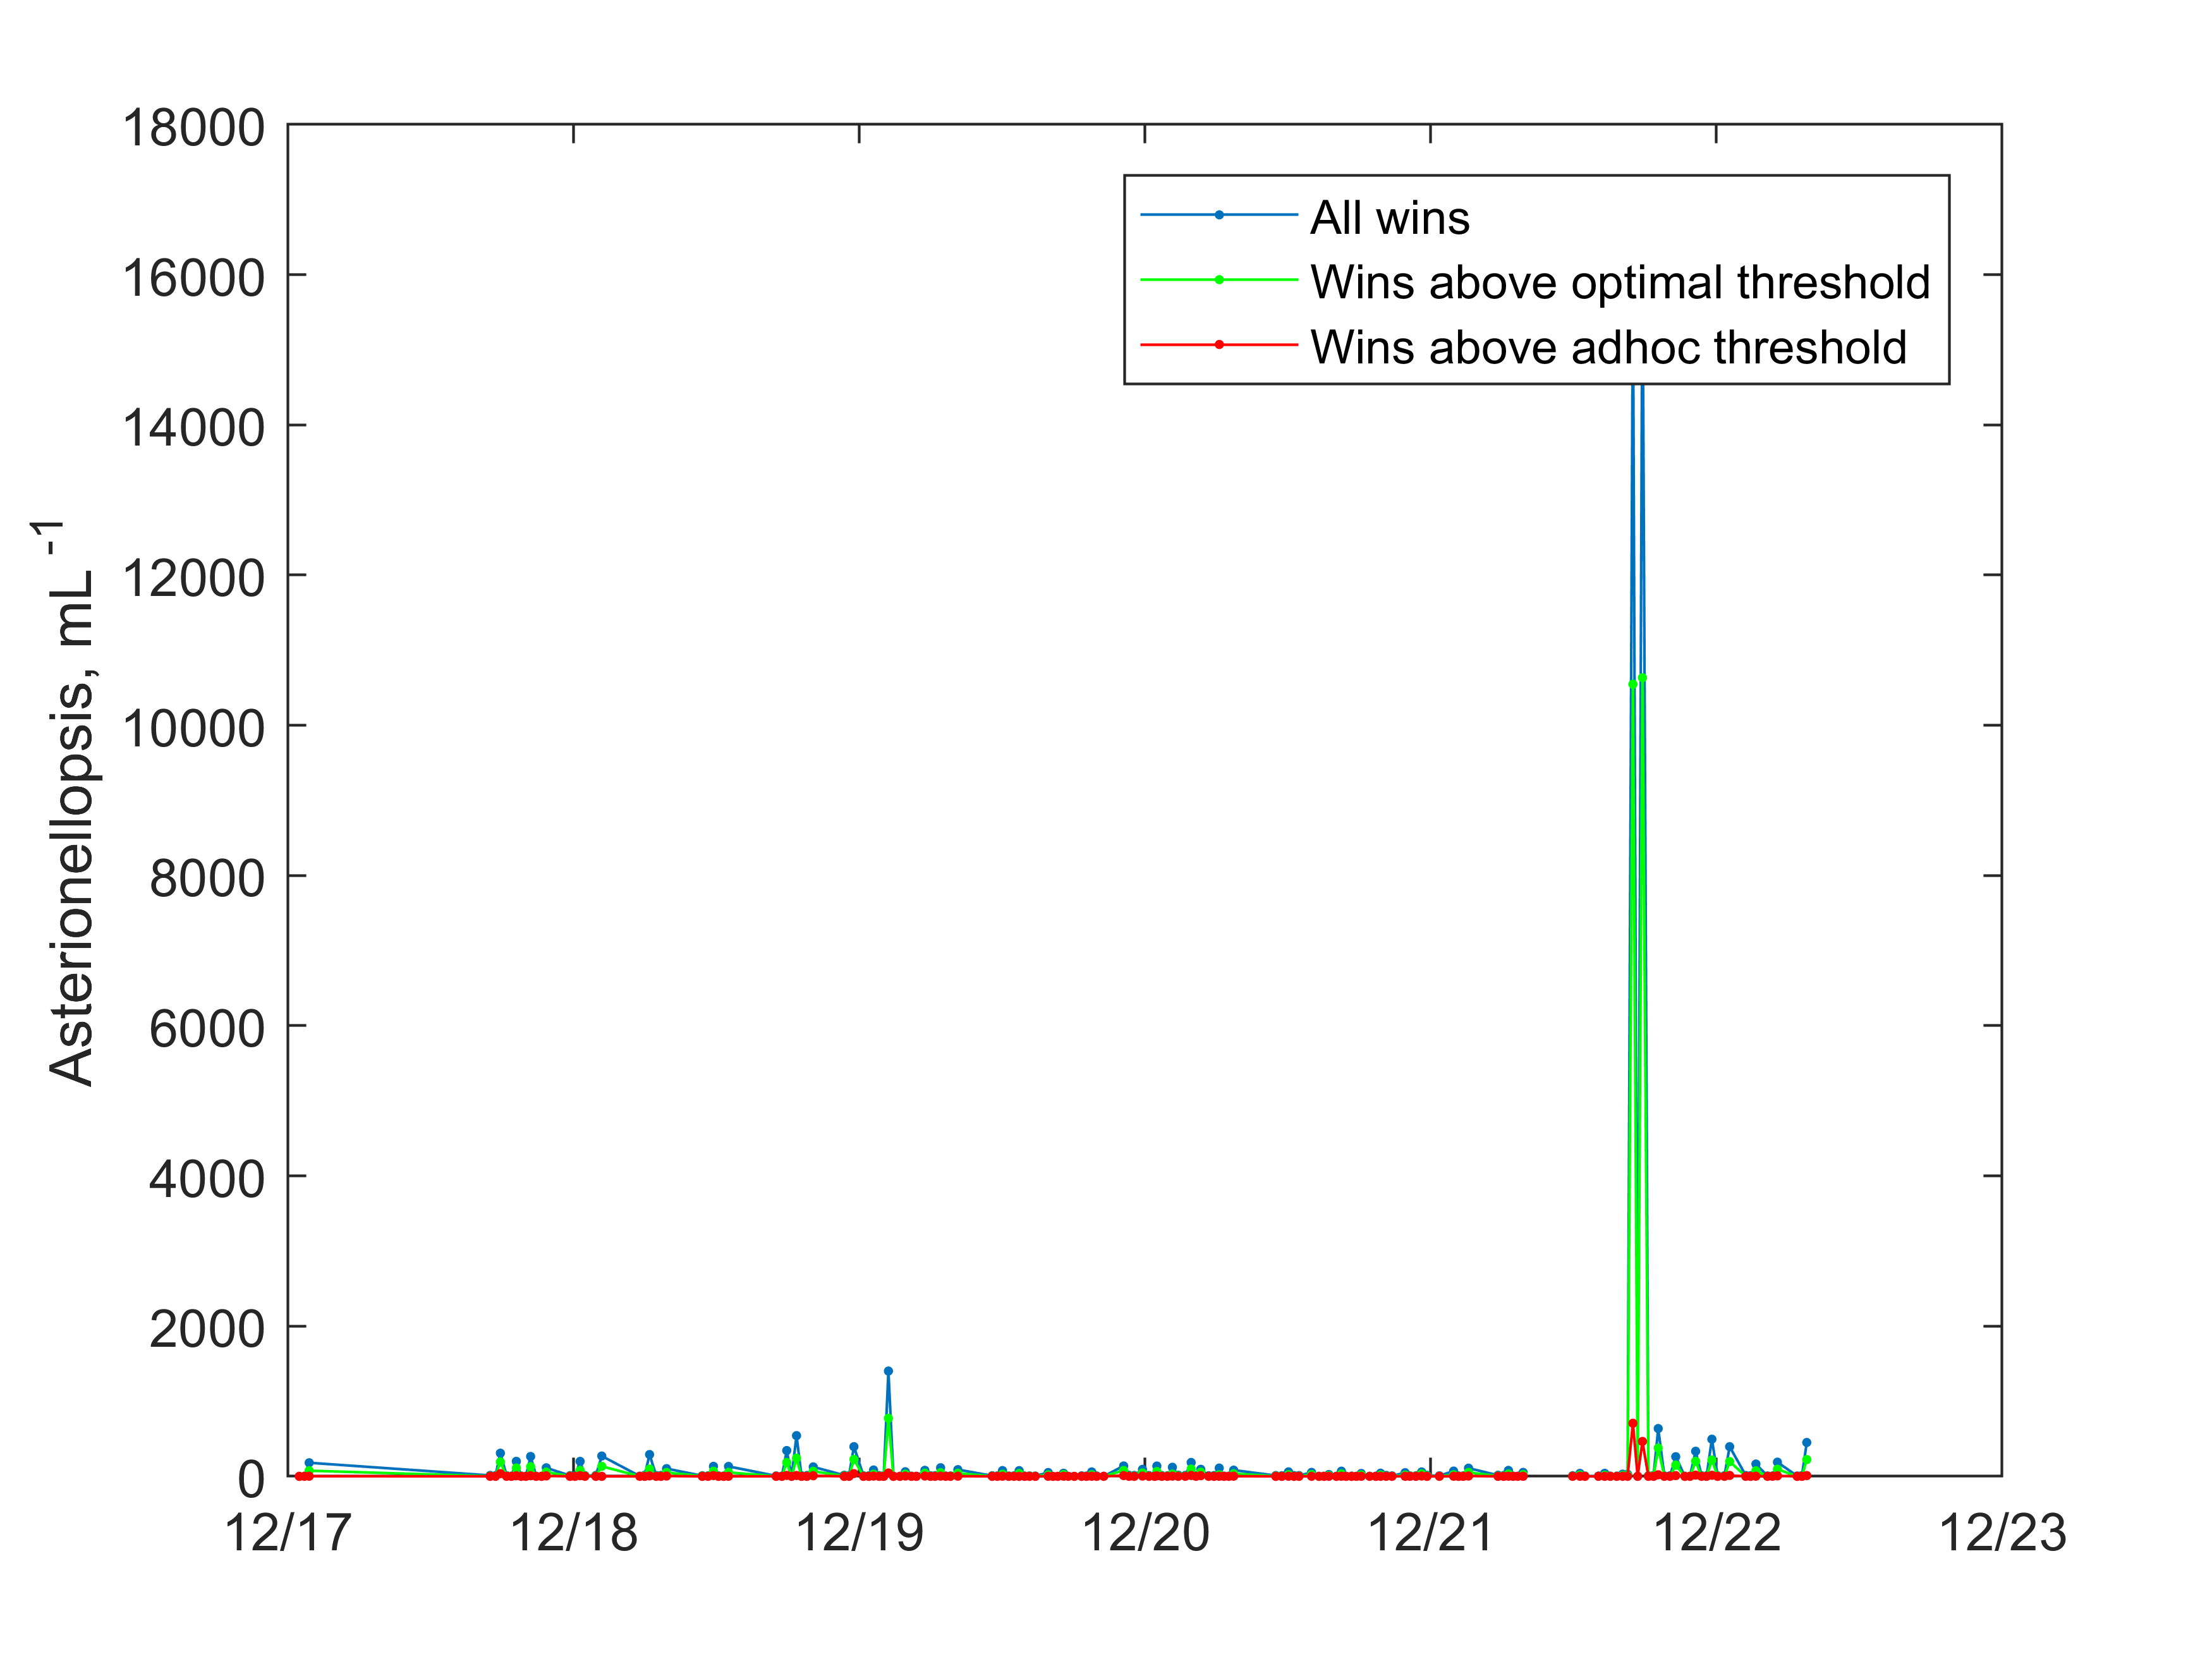 18000
16000
14000
12000
10000
8000
6000
4000
2000
0
Asterionellopsis, mL -1
All wins
Wins above optimal threshold
Wins above adhoc threshold
12/17 12/18 12/19 12/20 12/21 12/22 12/23